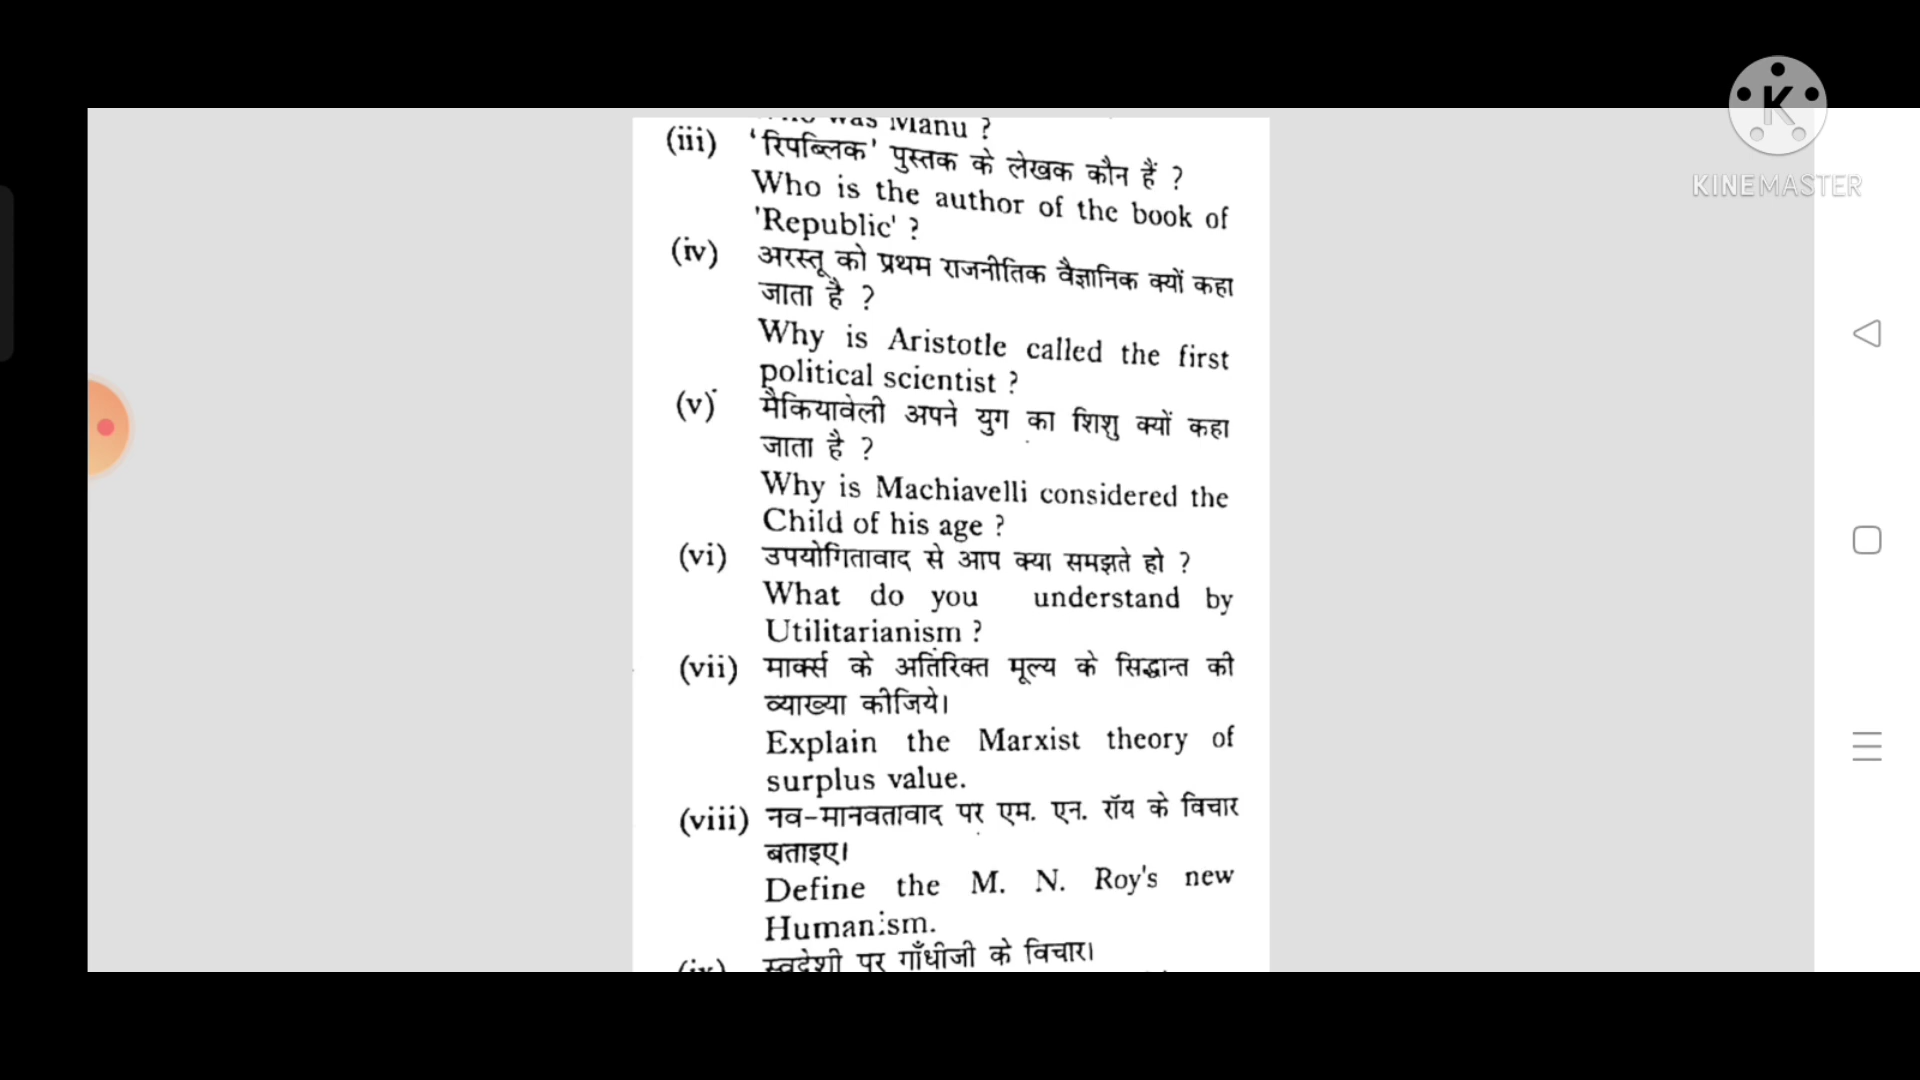 was Manu ?
(iii) 'रिपब्लिक' पुस्तक के लेखक कौन हैं ?
Who is the author of the book of
'Republic' ?
(iv) अरस्तू को प्रथम राजनीतिक वैज्ञानिक क्यों कहा
जाता है ?
Why is Aristotle called the first
political scientist ?
(v) मैकियावेली अपने युग का शिशु क्यों कहा
जाता है ?
Why is Machiavelli considered the
Child of his age ?
(vi) उपयोगितावाद से आप क्या समझते हो ?
What do you understand by
Utilitarianism ?
(vii) मार्क्स के अतिरिक्त मूल्य के सिद्धान्त की
व्याख्या कीजिये।
Explain the Marxist theory of
surplus value.
(viii) नव-मानवतावाद पर एम. एन. रॉय के विचार
बताइए।
Define the M. N. Roy's new
Humanism.
स्वदेशी पर गाँधीजी के विचार।
K
KINEMASTER